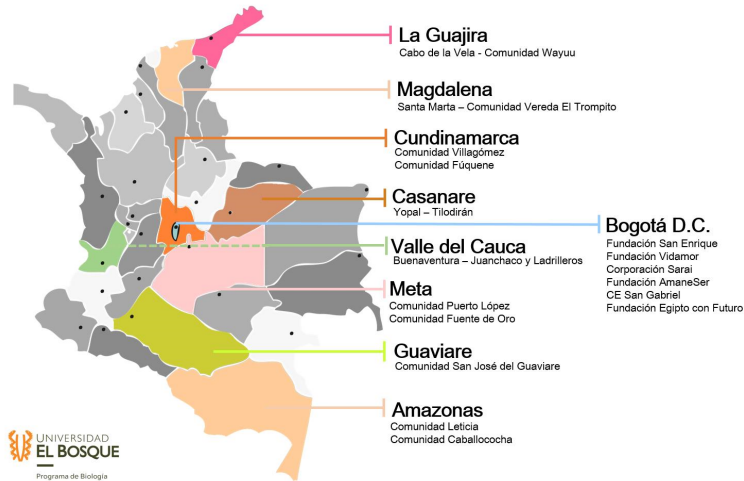 La Guajira
Cabo de la Vela - Comunidad Wayuu
Magdalena
Santa Marta – Comunidad Vereda El Trompito
Cundinamarca
Comunidad Villagómez
Comunidad Fúquene
Casanare
Yopal – Tilodirán
Bogotá D.C.
Fundación San Enrique
Fundación Vidamor
Corporación Sarai
Fundación AmaneSer
CE San Gabriel
Fundación Egipto con Futuro
Valle del Cauca
Buenaventura – Juanchaco y Ladrilleros
Meta
Comunidad Puerto López
Comunidad Fuente de Oro
Guaviare
Comunidad San José del Guaviare
Amazonas
Comunidad Leticia
Comunidad Caballococha
UNIVERSIDAD
EL BOSQUE
Programa de Biología